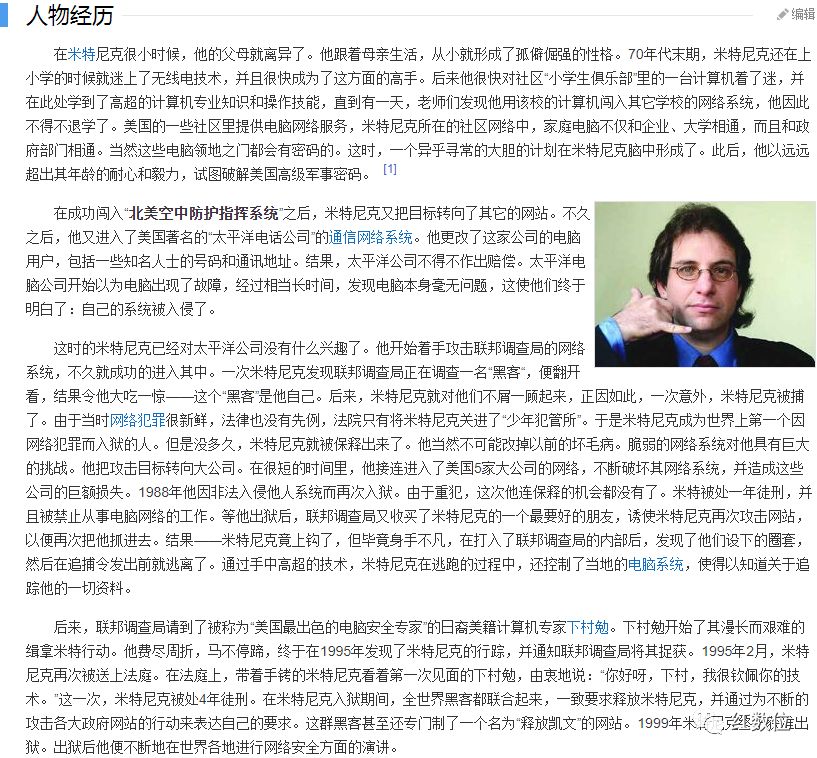 人物经历
编辑
在米特尼克很小时候，他的父母就离异了。他跟着母亲生活，从小就形成了孤僻倔强的性格。70年代末期，米特尼克还在上
小学的时候就迷上了无线电技术，并且很快成为了这方面的高手。后来他很快对社区“小学生俱乐部”里的一台计算机着了迷，并
在此处学到了高超的计算机专业知识和操作技能，直到有一天，老师们发现他用该校的计算机闯入其它学校的网络系统，他因此
不得不退学了。美国的一些社区里提供电脑网络服务，米特尼克所在的社区网络中，家庭电脑不仅和企业、大学相通，而且和政
府部门相通。当然这些电脑领地之门都会有密码的。这时，一个异乎寻常的大胆的计划在米特尼克脑中形成了。此后，他以远远
超出其年龄的耐心和毅力，试图破解美国高级军事密码。 [1]
在成功闯入“北美空中防护指挥系统”之后，米特尼克又把目标转向了其它的网站。不久
之后，他又进入了美国著名的“太平洋电话公司”的通信网络系统。他更改了这家公司的电脑
用户，包括一些知名人士的号码和通讯地址。结果，太平洋公司不得不作出赔偿。太平洋电
脑公司开始以为电脑出现了故障，经过相当长时间，发现电脑本身毫无问题，这使他们终于
明白了：自己的系统被入侵了。
这时的米特尼克已经对太平洋公司没有什么兴趣了。他开始着手攻击联邦调查局的网络
系统，不久就成功的进入其中。一次米特尼克发现联邦调查局正在调查一名“黑客“，便翻开
看，结果令他大吃一惊——这个“黑客”是他自己。后来，米特尼克就对他们不屑一顾起来，正因如此，一次意外，米特尼克被捕
了。由于当时网络犯罪很新鲜，法律也没有先例，法院只有将米特尼克关进了“少年犯管所”。于是米特尼克成为世界上第一个因
网络犯罪而入狱的人。但是没多久，米特尼克就被保释出来了。他当然不可能改掉以前的坏毛病。脆弱的网络系统对他具有巨大
的挑战。他把攻击目标转向大公司。在很短的时间里，他接连进入了美国5家大公司的网络，不断破坏其网络系统，并造成这些
公司的巨额损失。1988年他因非法入侵他人系统而再次入狱。由于重犯，这次他连保释的机会都没有了。米特被处一年徒刑，并
且被禁止从事电脑网络的工作。等他出狱后，联邦调查局又收买了米特尼克的一个最要好的朋友，诱使米特尼克再次攻击网站，
以便再次把他抓进去。结果——米特尼克竟上钩了，但毕竟身手不凡，在打入了联邦调查局的内部后，发现了他们设下的圈套，
然后在追捕令发出前就逃离了。通过手中高超的技术，米特尼克在逃跑的过程中，还控制了当地的电脑系统，使得以知道关于追
踪他的一切资料。
后来，联邦调查局请到了被称为“美国最出色的电脑安全专家”的日裔美籍计算机专家下村勉。下村勉开始了其漫长而艰难的
缉拿米特行动。他费尽周折，马不停蹄，终于在1995年发现了米特尼克的行踪，并通知联邦调查局将其捉获。1995年2月，米特
尼克再次被送上法庭。在法庭上，带着手铐的米特尼克看着第一次见面的下村勉，由衷地说：“你好呀，下村，我很钦佩你的技
术。”这一次，米特尼克被处4年徒刑。在米特尼克入狱期间，全世界黑客都联合起来，一致要求释放米特尼克，并通过为不断的
攻击各大政府网站的行动来表达自己的要求。这群黑客甚至还专门制了一个名为“释放凯文”的网站。1999年米 红数位 出
狱。出狱后他便不断地在世界各地进行网络安全方面的演讲。